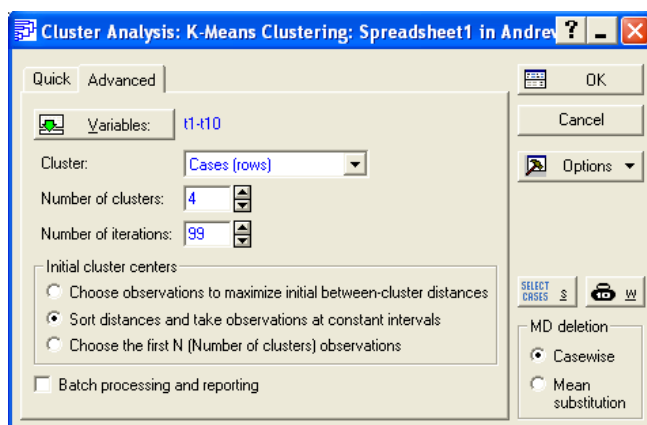 Cluster Analysis: K-Means Clustering: Spreadsheet1 in Andrew
Quick Advanced
OK
Variables: t1-t10
Cancel
Cluster: Cases (rows)
Options
Number of clusters: 4
Number of iterations: 99
Initial cluster centers
Choose observations to maximize initial between-cluster distances
SELECT CASES S W
Sort distances and take observations at constant intervals
MD deletion
Choose the first N (Number of clusters) observations
Casewise
Batch processing and reporting
Mean
substitution